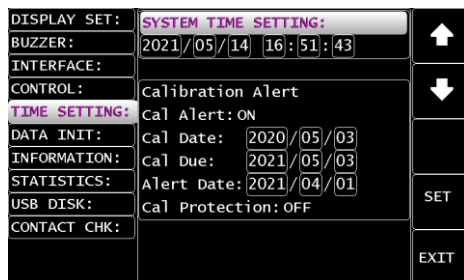 DISPLAY SET:
BUZZER:
INTERFACE:
CONTROL:
TIME SETTING:
DATA INIT:
INFORMATION:
STATISTICS:
USB DISK:
CONTACT CHK:
SYSTEM TIME SETTING:
2021/05/14 16:51:43
Calibration Alert
Cal Alert:ON
Cal Date: 2020/05/03
Cal Due: 2021/05/03
Alert Date:2021/04/01
Cal Protection:OFF
SET
EXIT